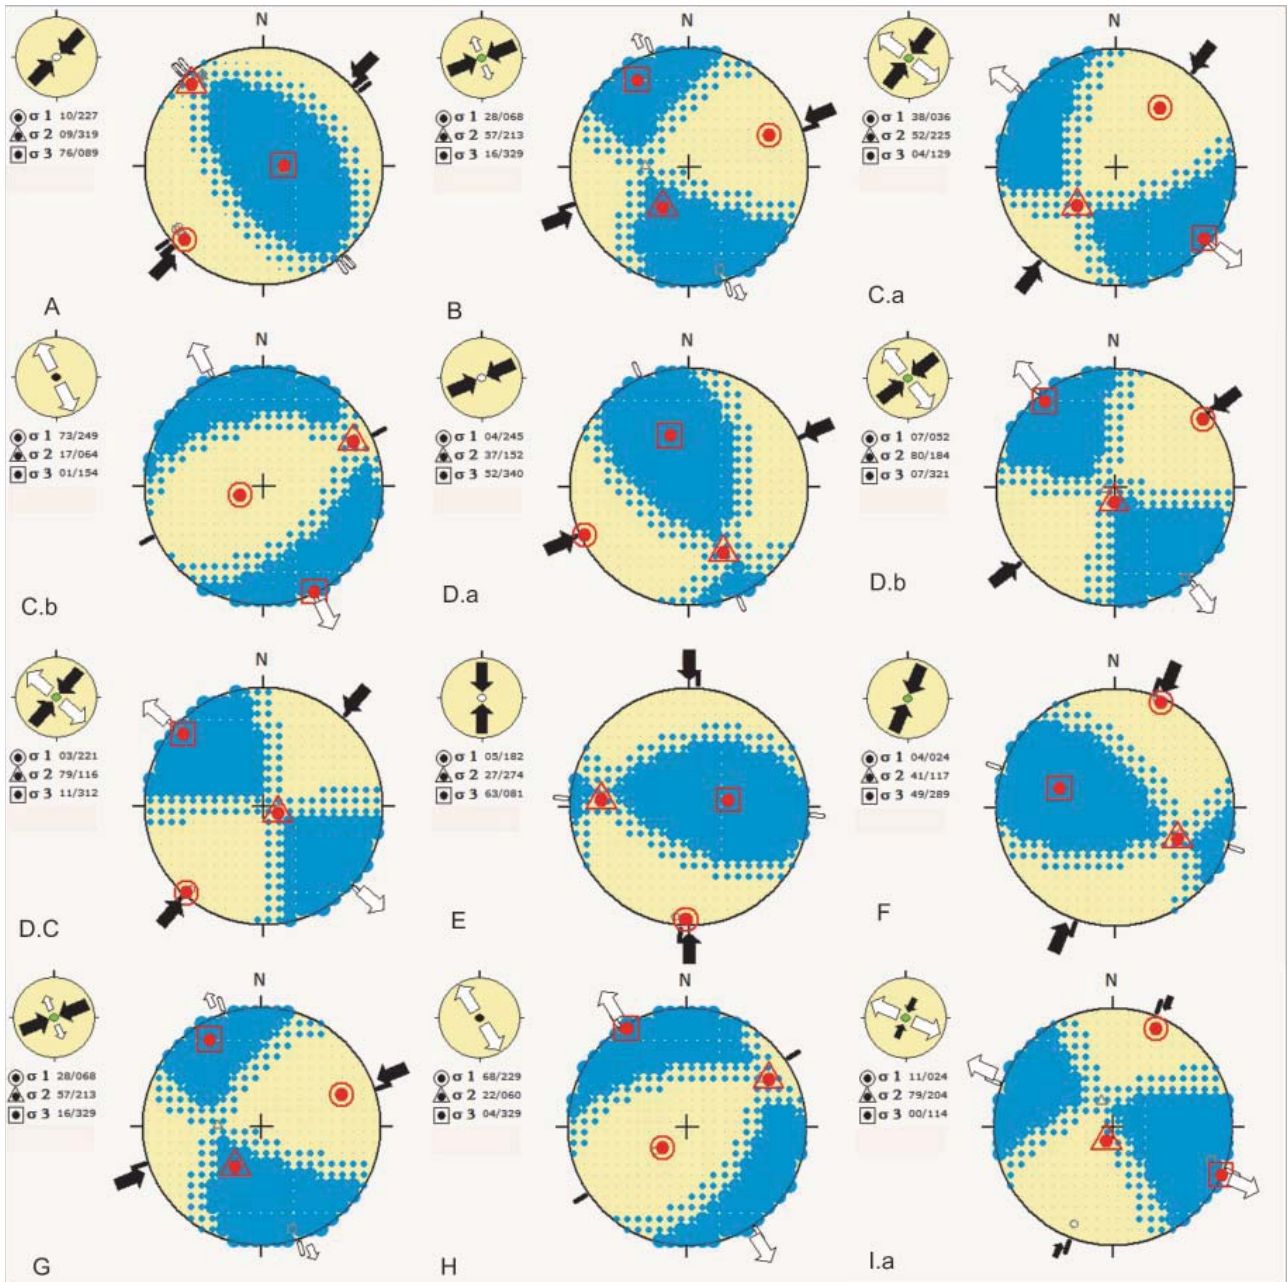 N
σ 1 10/227
σ 2 09/319
σ 3 76/089
A
N
σ 1 28/068
σ 2 57/213
σ 3 16/329
B
N
σ 1 38/036
σ 2 52/225
σ 3 04/129
C.a
N
σ 1 73/249
σ 2 17/064
σ 3 01/154
C.b
N
σ 1 04/245
σ 2 37/152
σ 3 52/340
D.a
N
σ 1 07/052
σ 2 80/184
σ 3 07/321
D.b
N
σ 1 03/221
σ 2 79/116
σ 3 11/312
D.C
N
σ 1 05/182
σ 2 27/274
σ 3 63/081
E
N
σ 1 04/024
σ 2 41/117
σ 3 49/289
F
N
σ 1 28/068
σ 2 57/213
σ 3 16/329
G
N
σ 1 68/229
σ 2 22/060
σ 3 04/329
H
N
σ 1 11/024
σ 2 79/204
σ 3 00/114
I.a